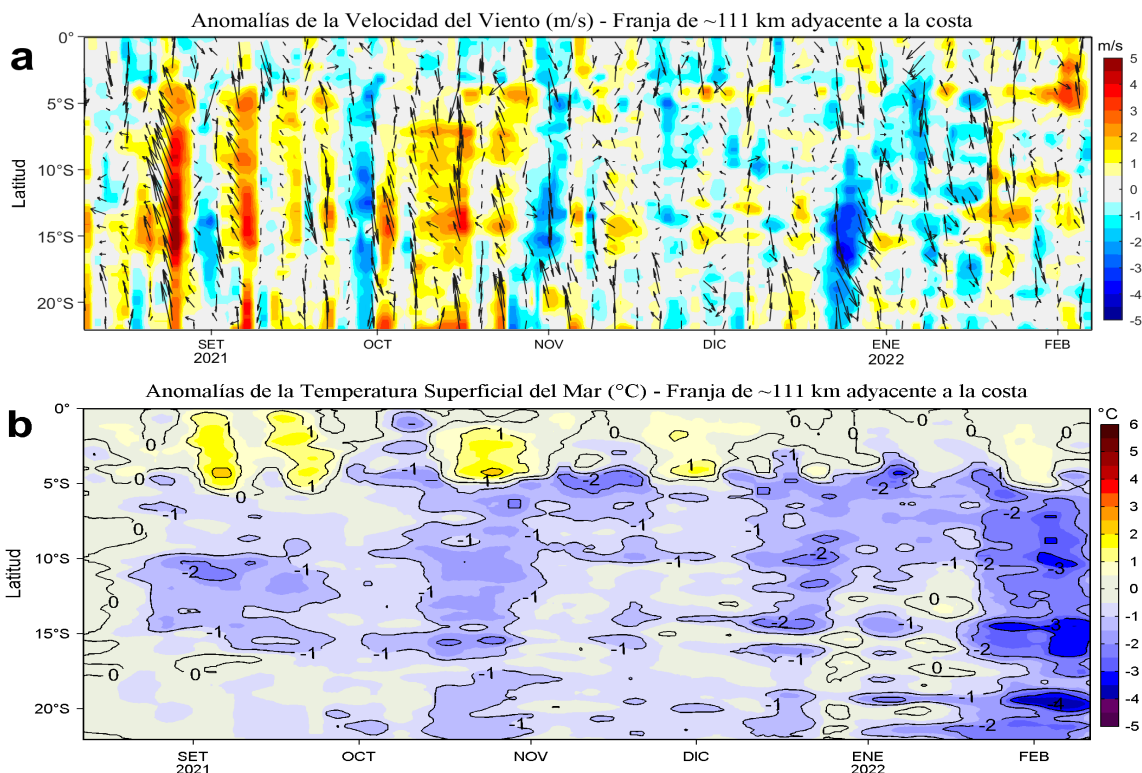 Anomalías de la Velocidad del Viento (m/s) - Franja de ~111 km adyacente a la costa
a
Latitud
0°
5°S
10°S
15°S
20°S
SET
2021
OCT
NOV
DIC
ENE
2022
FEB
m/s
5
4
3
2
1
0
-1
-2
-3
-4
-5
Anomalías de la Temperatura Superficial del Mar (°C) - Franja de ~111 km adyacente a la costa
b
Latitud
0°
5°S
10°S
15°S
20°S
SET
2021
OCT
NOV
DIC
ENE
2022
FEB
°C
6
5
4
3
2
1
0
-1
-2
-3
-4
-5